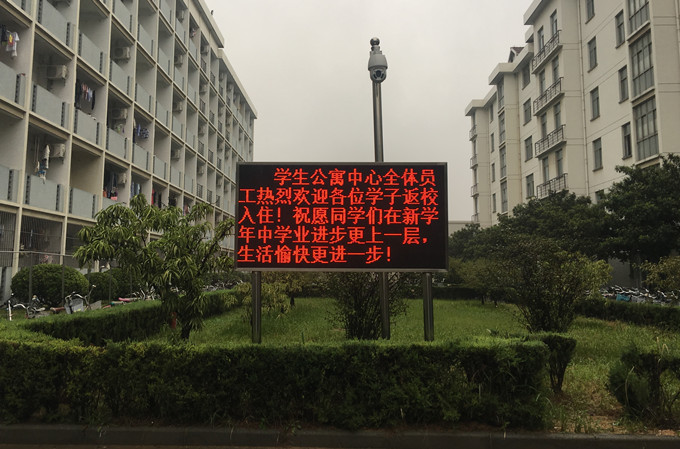 学生公寓中心全休员
工热烈欢迎各位学子返校
入住！祝愿同学们在新学
年中学业进步更上一层，
生活愉快更进一步！